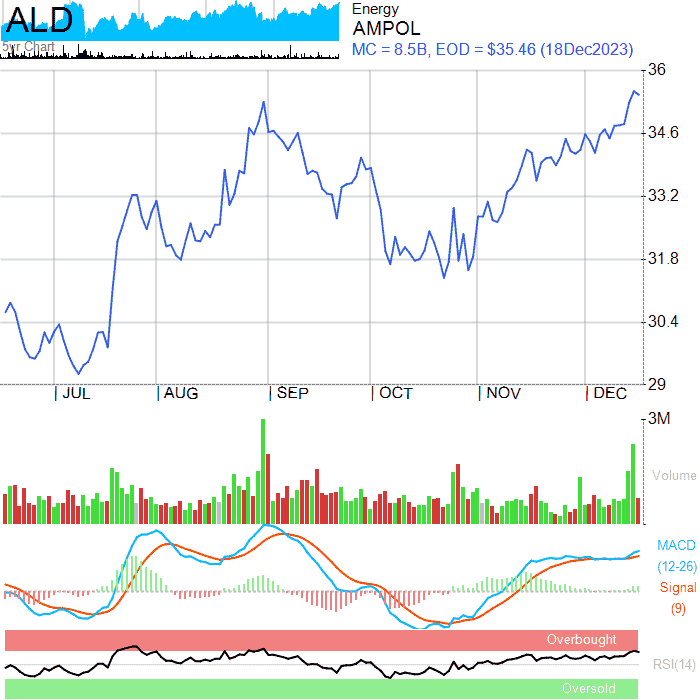 ALD
5yr Chart
Energy
AMPOL
MC = 8.5B, EOD = $35.46 (18Dec2023)
36
34.6
33.2
31.8
30.4
29
JUL AUG SEP OCT NOV DEC
3M
Volume
MACD
(12-26)
Signal
(9)
Overbought
RSI(14)
Oversold